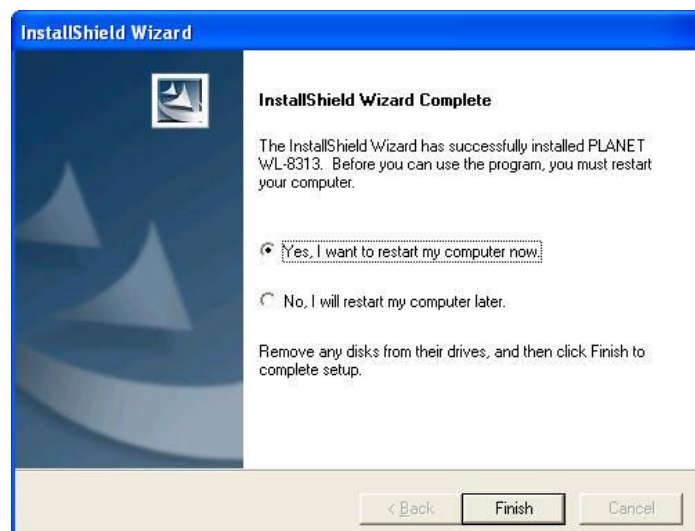 InstallShield Wizard
InstallShield Wizard Complete
The InstallShield Wizard has successfully installed PLANET
WL-8313. Before you can use the program, you must restart
your computer.
Yes, I want to restart my computer now.
No, I will restart my computer later.
Remove any disks from their drives, and then click Finish to
complete setup.
< Back
Finish
Cancel